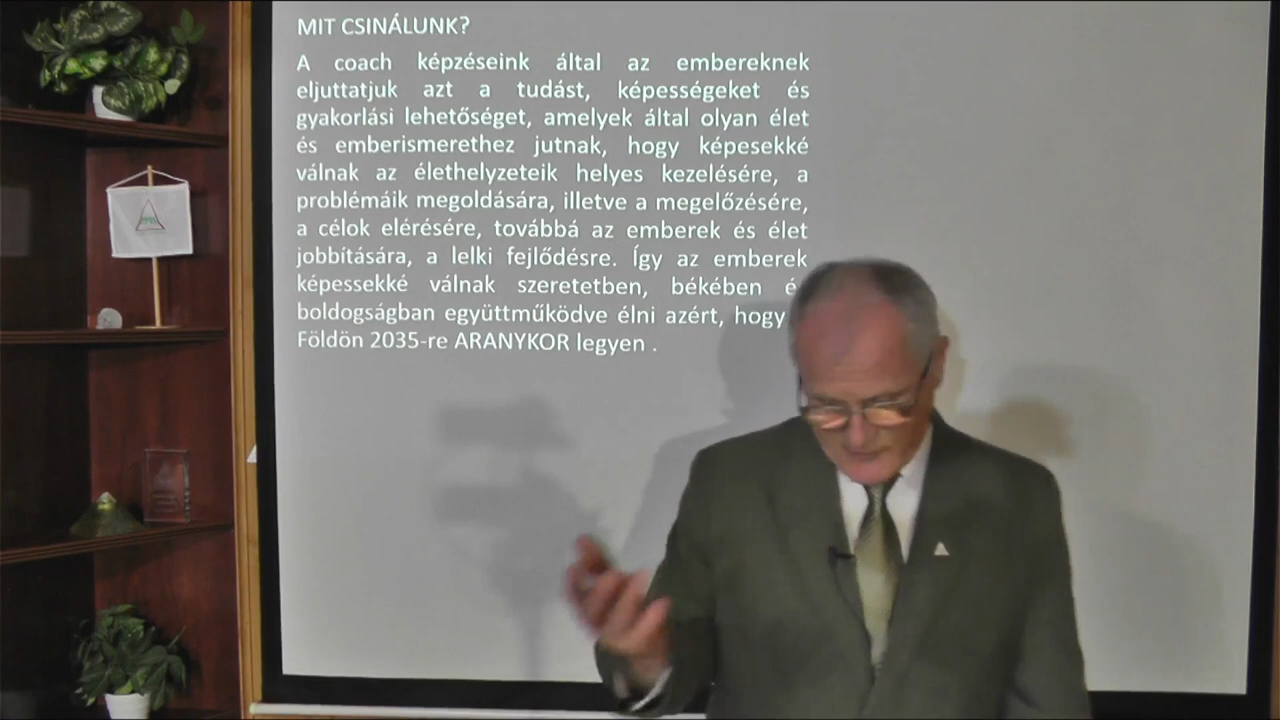 MIT CSINÁLUNK?
A coach képzéseink által az embereknek
eljuttatjuk azt a tudást, képességeket és
gyakorlási lehetőséget, amelyek által olyan élet
és emberismerethez jutnak, hogy képesekké
válnak az élethelyzeteik helyes kezelésére, a
problémáik megoldására, illetve a megelőzésére,
a célok elérésére, továbbá az emberek és élet
jobbítására, a lelki fejlődésre. Így az emberek
képessekké válnak szeretetben, békében
boldogságban együttműködve élni azért, hogy
Földön 2035-re ARANYKOR legyen .